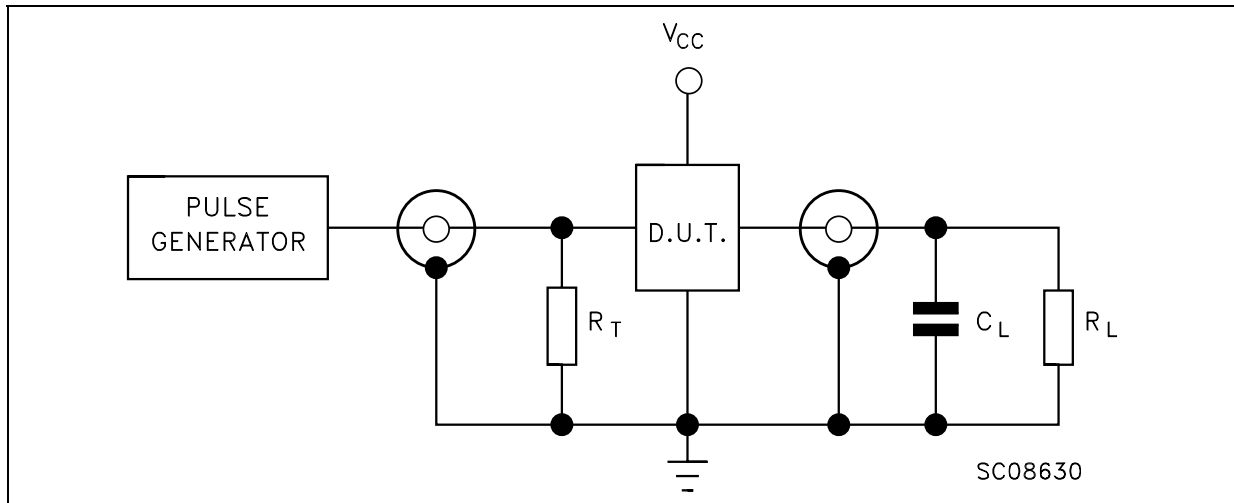 VCC
PULSE
GENERATOR
D.U.T.
RT
CL
RL
SC08630